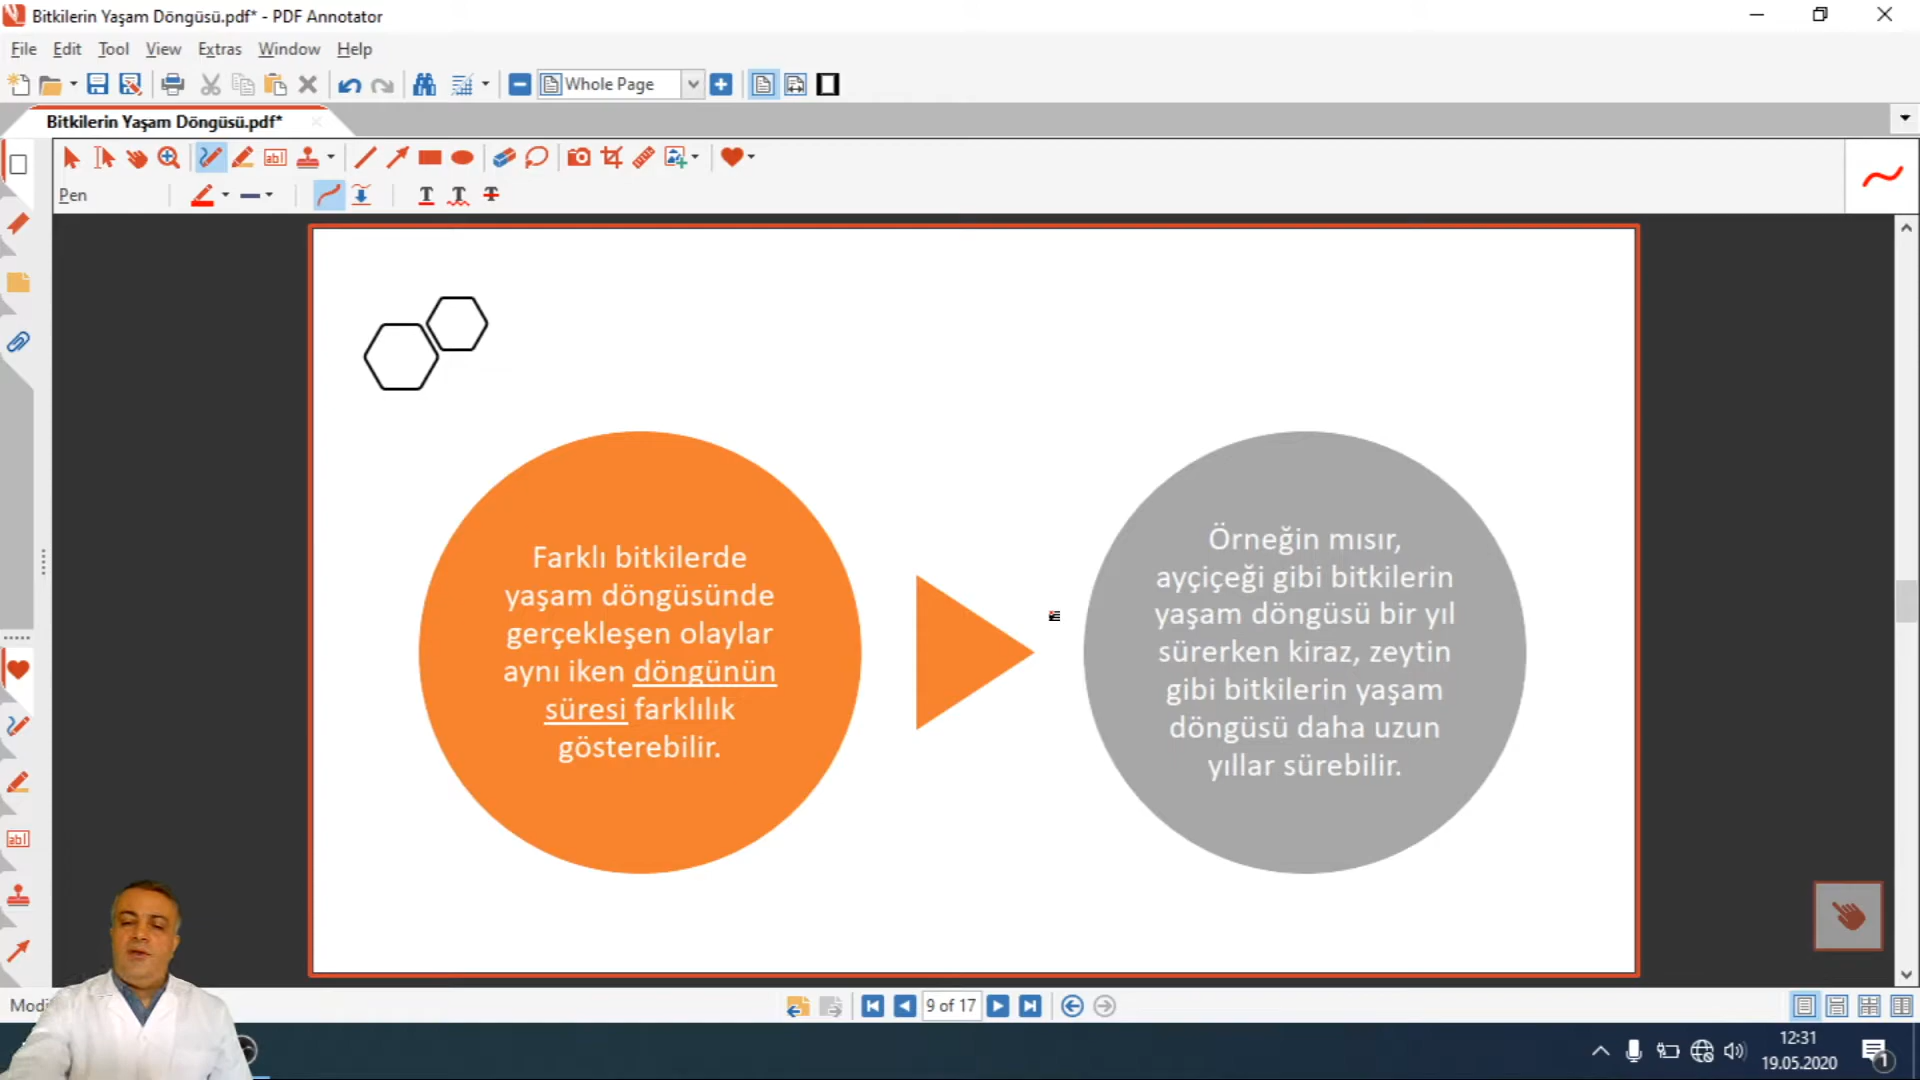 Bitkilerin Yaşam Döngüsü.pdf* - PDF Annotator
File Edit Tool View Extras Window Help
Whole Page
Bitkilerin Yaşam Döngüsü.pdf*
Pen
Farklı bitkilerde
yaşam döngüsünde
gerçekleşen olaylar
aynı iken döngünün
süresi farklılık
gösterebilir.
Örneğin mısır,
ayçiçeği gibi bitkilerin
yaşam döngüsü bir yıl
sürerken kiraz, zeytin
gibi bitkilerin yaşam
döngüsü daha uzun
yıllar sürebilir.
9 of 17
12:31
19.05.2020
1